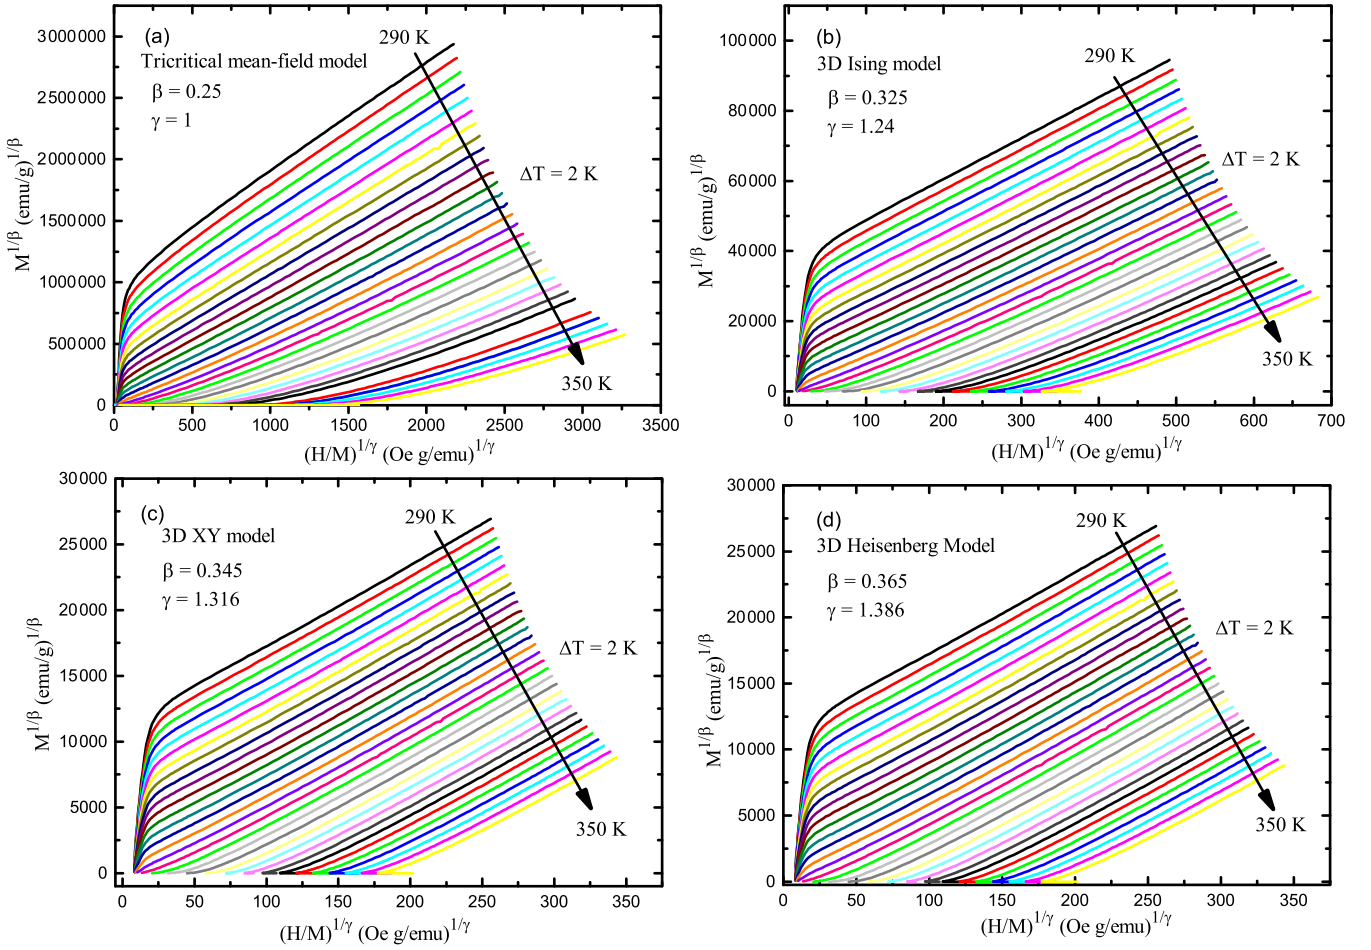 (a)
Tricritical mean-field model
β = 0.25
γ = 1
290 K
ΔT = 2 K
350 K
3000000
2500000
2000000
1500000
1000000
500000
0
M^1/β (emu/g)^1/β
0 500 1000 1500 2000 2500 3000 3500
(H/M)^1/γ (Oe g/emu)^1/γ
(b)
3D Ising model
β = 0.325
γ = 1.24
290 K
ΔT = 2 K
350 K
100000
80000
60000
40000
20000
0
M^1/β (emu/g)^1/β
0 100 200 300 400 500 600 700
(H/M)^1/γ (Oe g/emu)^1/γ
(c)
3D XY model
β = 0.345
γ = 1.316
290 K
ΔT = 2 K
350 K
30000
25000
20000
15000
10000
5000
0
M^1/β (emu/g)^1/β
0 50 100 150 200 250 300 350
(H/M)^1/γ (Oe g/emu)^1/γ
(d)
3D Heisenberg Model
β = 0.365
γ = 1.386
290 K
ΔT = 2 K
350 K
30000
25000
20000
15000
10000
5000
0
M^1/β (emu/g)^1/β
0 50 100 150 200 250 300 350
(H/M)^1/γ (Oe g/emu)^1/γ